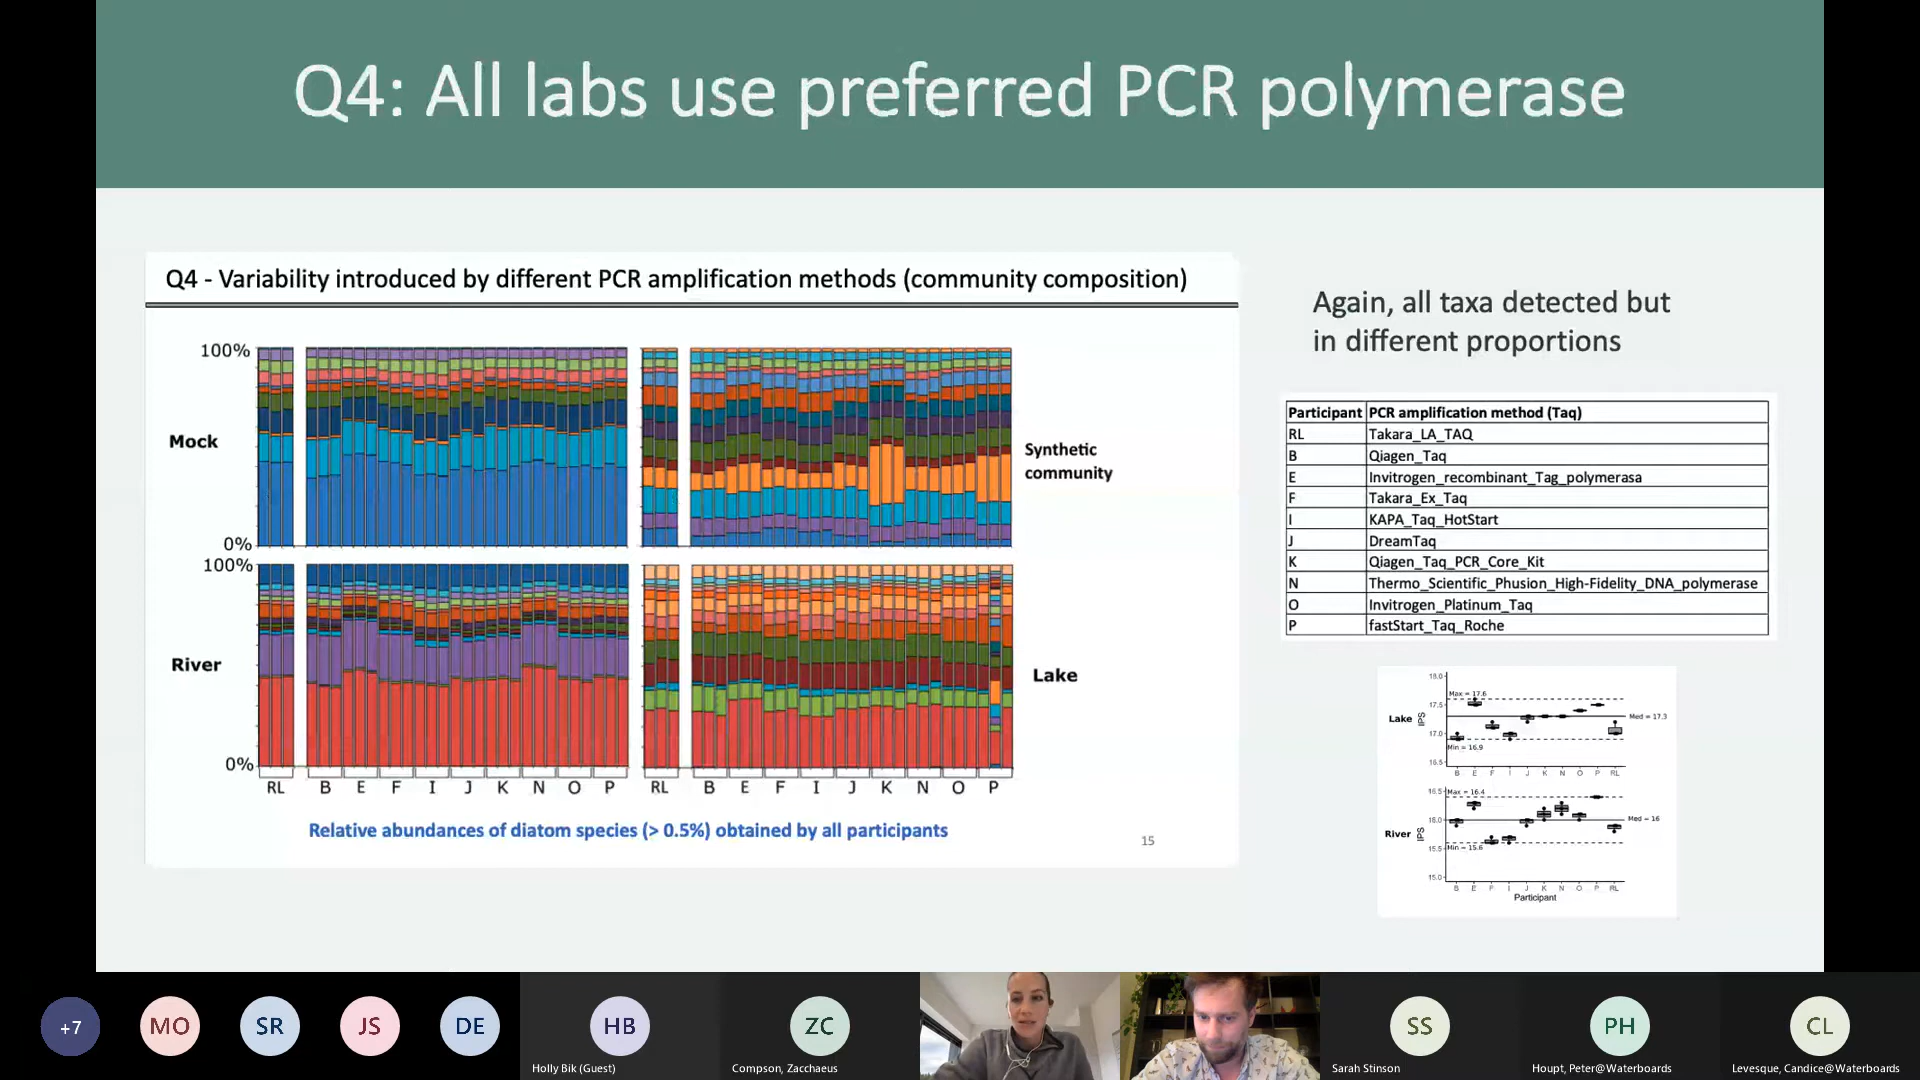 Q4: All labs use preferred PCR polymerase
Q4 - Variability introduced by different PCR amplification methods (community composition)
100%
Mock
0%
Synthetic
community
100%
River
0%
Lake
RL B E F I J K N O P
RL B E F I J K N O P
Relative abundances of diatom species (> 0.5%) obtained by all participants
15
Again, all taxa detected but
in different proportions
Participant PCR amplification method (Taq)
RL Takara_LA_TAQ
B Qiagen_Taq
E Invitrogen_recombinant_Tag_polymerasa
F Takara_Ex_Taq
I KAPA_Taq_HotStart
J DreamTaq
K Qiagen_Taq_PCR_Core_Kit
N Thermo_Scientific_Phusion_High-Fidelity_DNA_polymerase
O Invitrogen_Platinum_Taq
P fastStart_Taq_Roche
18.0
Max = 17.6
17.5
Lake
IPS
Med = 17.3
17.0
Min = 16.9
16.5
B E F I J K N O P RL
16.5
Max = 16.4
River
IPS
Med = 16
15.5
Min = 15.6
15.0
B E F I J K N O P RL
Participant
+7
MO
SR
JS
DE
HB
Holly Bik (Guest)
ZC
Compson, Zacchaeus
SS
Sarah Stinson
PH
Houpt, Peter@Waterboards
CL
Levesque, Candice@Waterboards